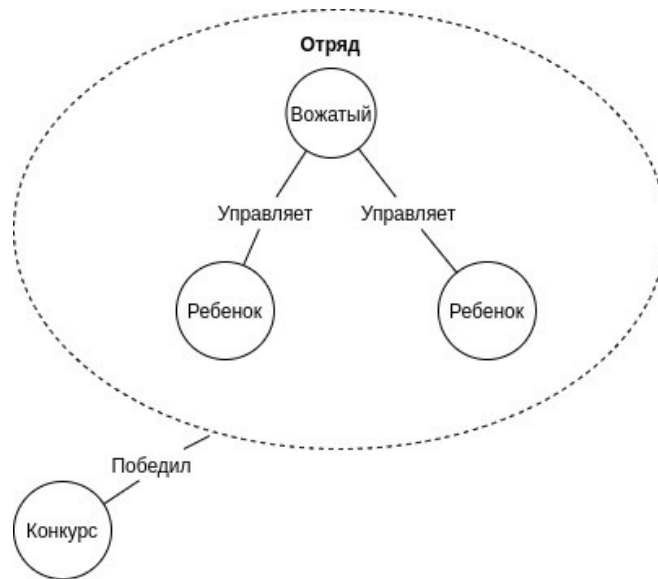 Отряд
Вожатый
Управляет Управляет
Ребенок Ребенок
Победил
Конкурс